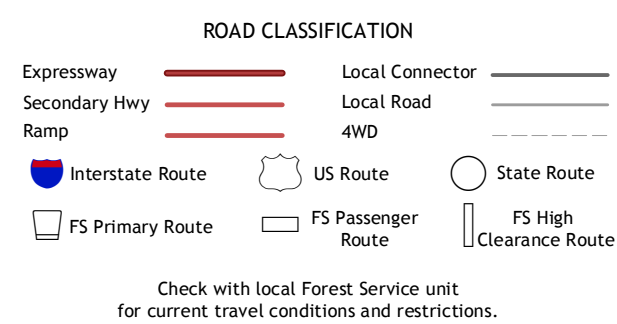 ROAD CLASSIFICATION
Expressway
Local Connector
Secondary Hwy
Local Road
Ramp
4WD
Interstate Route
US Route
State Route
FS Primary Route
FS Passenger
Route
FS High
Clearance Route
Check with local Forest Service unit
for current travel conditions and restrictions.